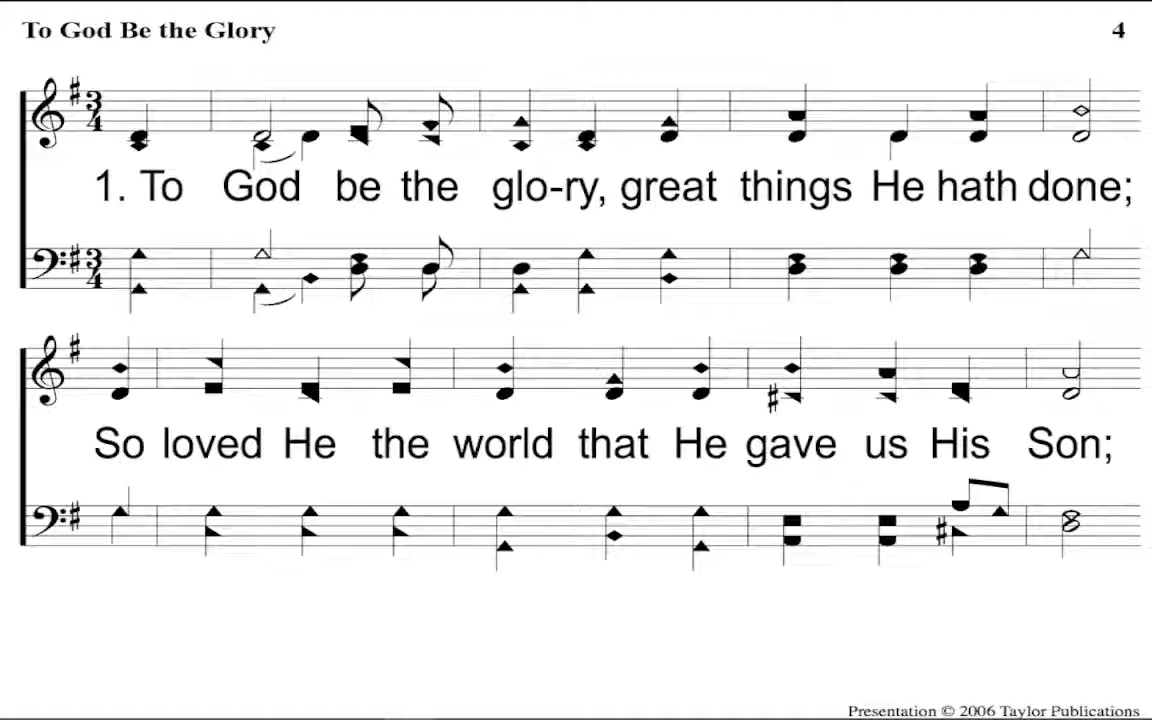 To God Be the Glory 4
1. To God be the glo-ry, great things He hath done;
So loved He the world that He gave us His Son;
Presentation © 2006 Taylor Publications